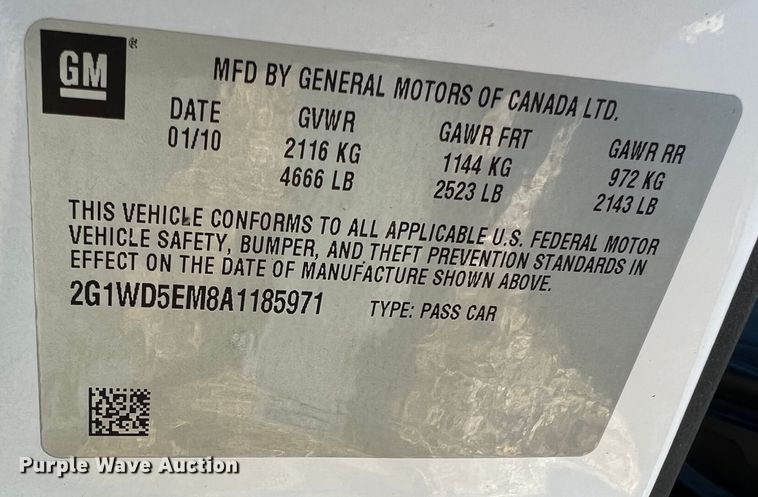 GM
®
MFD BY GENERAL MOTORS OF CANADA LTD.
DATE GVWR GAWR FRT GAWR RR
01/10 2116 KG 1144 KG 972 KG
4666 LB 2523 LB 2143 LB
THIS VEHICLE CONFORMS TO ALL APPLICABLE U.S. FEDERAL MOTOR
VEHICLE SAFETY, BUMPER, AND THEFT PREVENTION STANDARDS IN
EFFECT ON THE DATE OF MANUFACTURE SHOWN ABOVE.
2G1WD5EM8A1185971 TYPE: PASS CAR
Purple Wave Auction